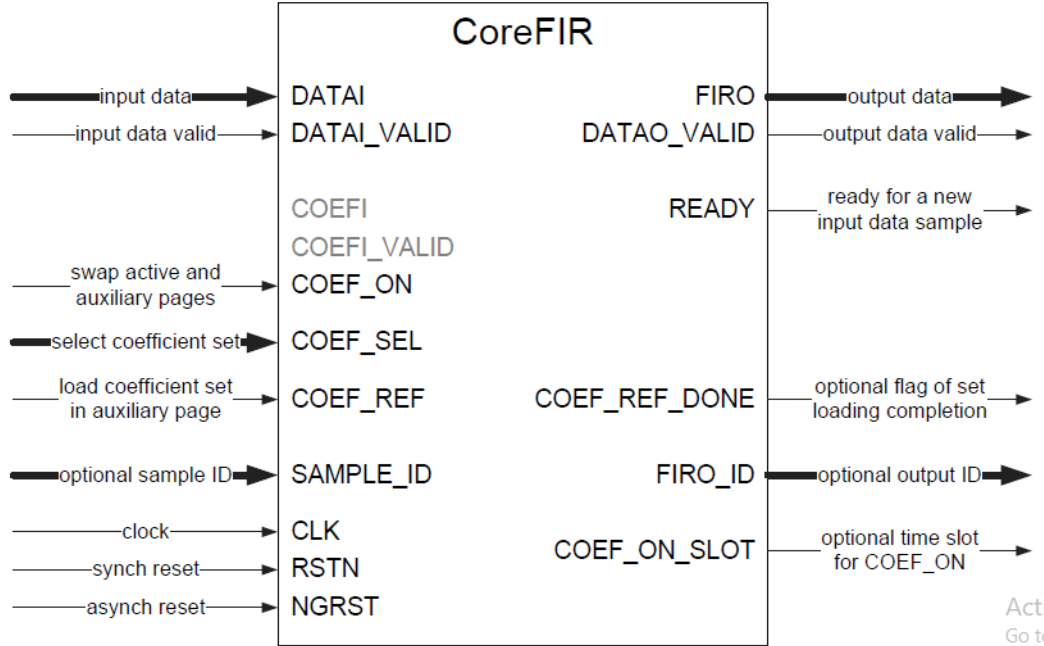 CoreFIR
input data DATAI FIRO output data
input data valid DATAI_VALID DATAO_VALID output data valid
COEFI READY ready for a new
input data sample
COEFI_VALID
swap active and
auxiliary pages COEF_ON
select coefficient set COEF_SEL
load coefficient set
in auxiliary page COEF_REF COEF_REF_DONE optional flag of set
loading completion
optional sample ID SAMPLE_ID FIRO_ID optional output ID
clock CLK
COEF_ON_SLOT optional time slot
for COEF_ON
synch reset RSTN
asynch reset NGRST
Act
Go to